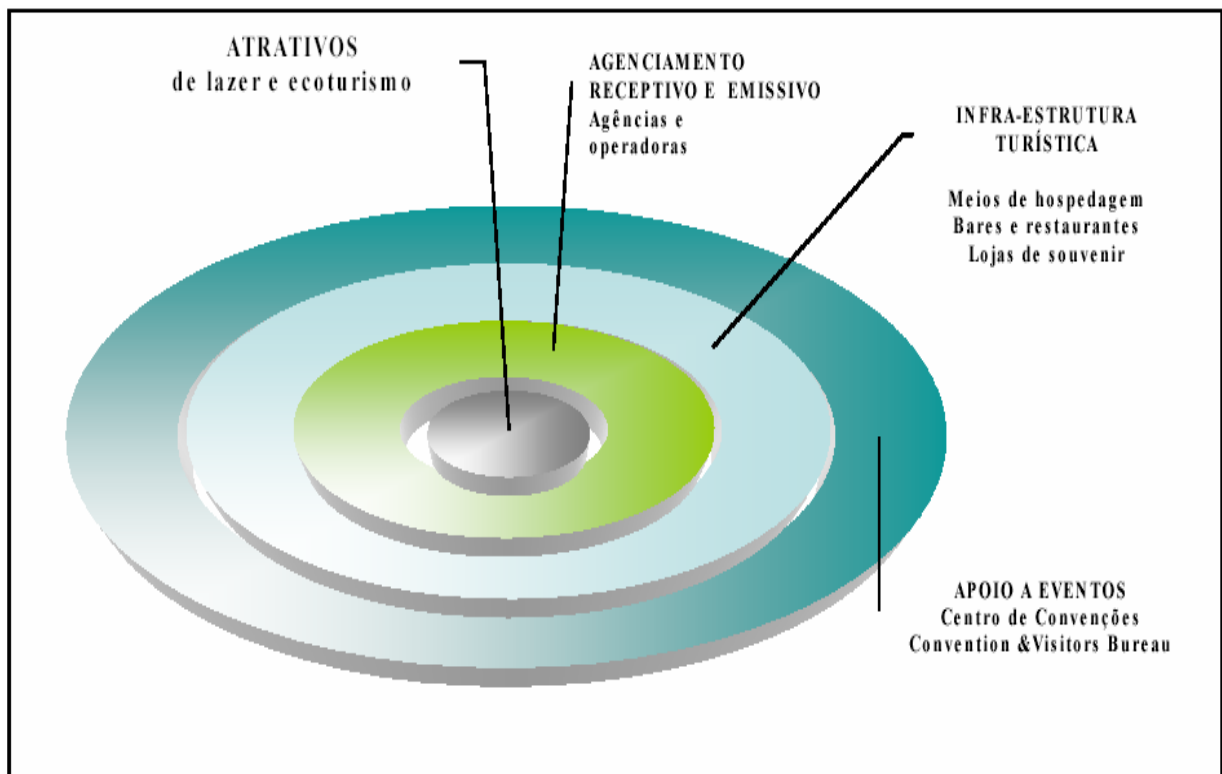 ATRATIVOS
de lazer e ecoturismo
AGENCIAMENTO
RECEPTIVO E EMISSIVO
Agências e
operadoras
INFRA-ESTRUTURA
TURÍSTICA
Meios de hospedagem
Bares e restaurantes
Lojas de souvenir
APOIO A EVENTOS
Centro de Convenções
Convention &Visitors Bureau